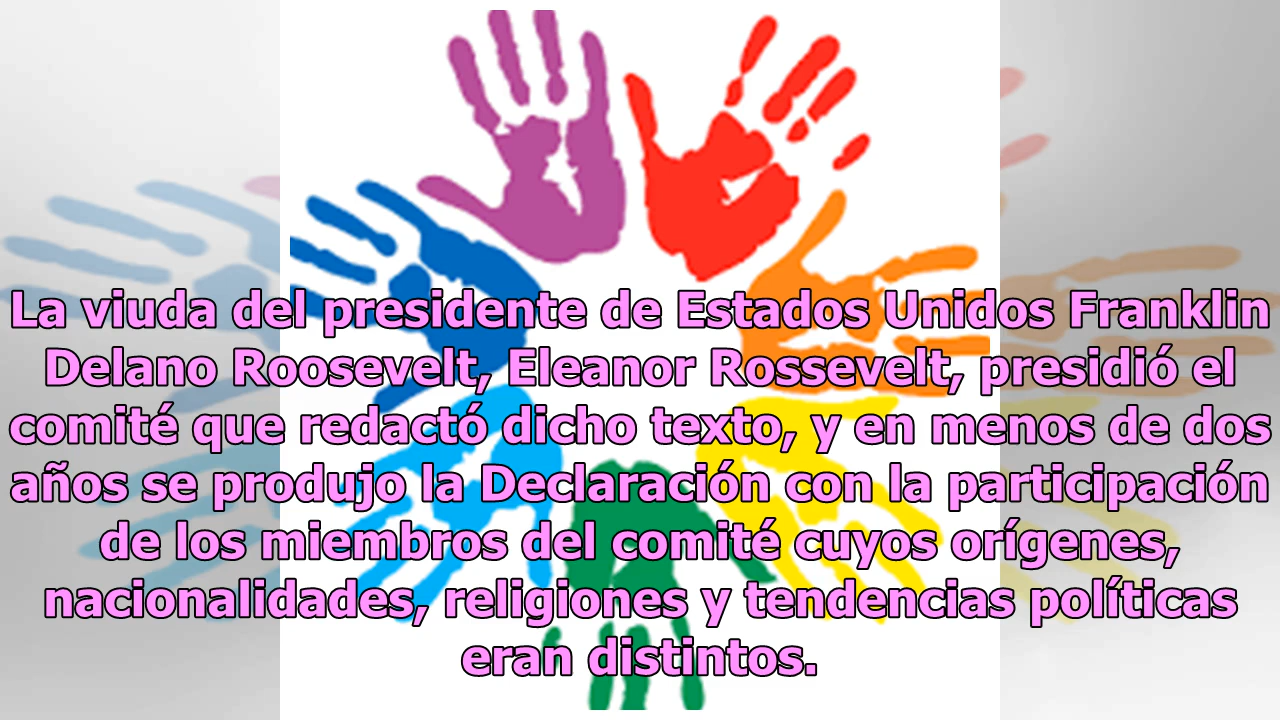 La viuda del presidente de Estados Unidos Franklin
Delano Roosevelt, Eleanor Rossevelt, presidió el
comité que redactó dicho texto, y en menos de dos
años se produjo la Declaración con la participación
de los miembros del comité cuyos orígenes,
nacionalidades, religiones y tendencias políticas
eran distintos.